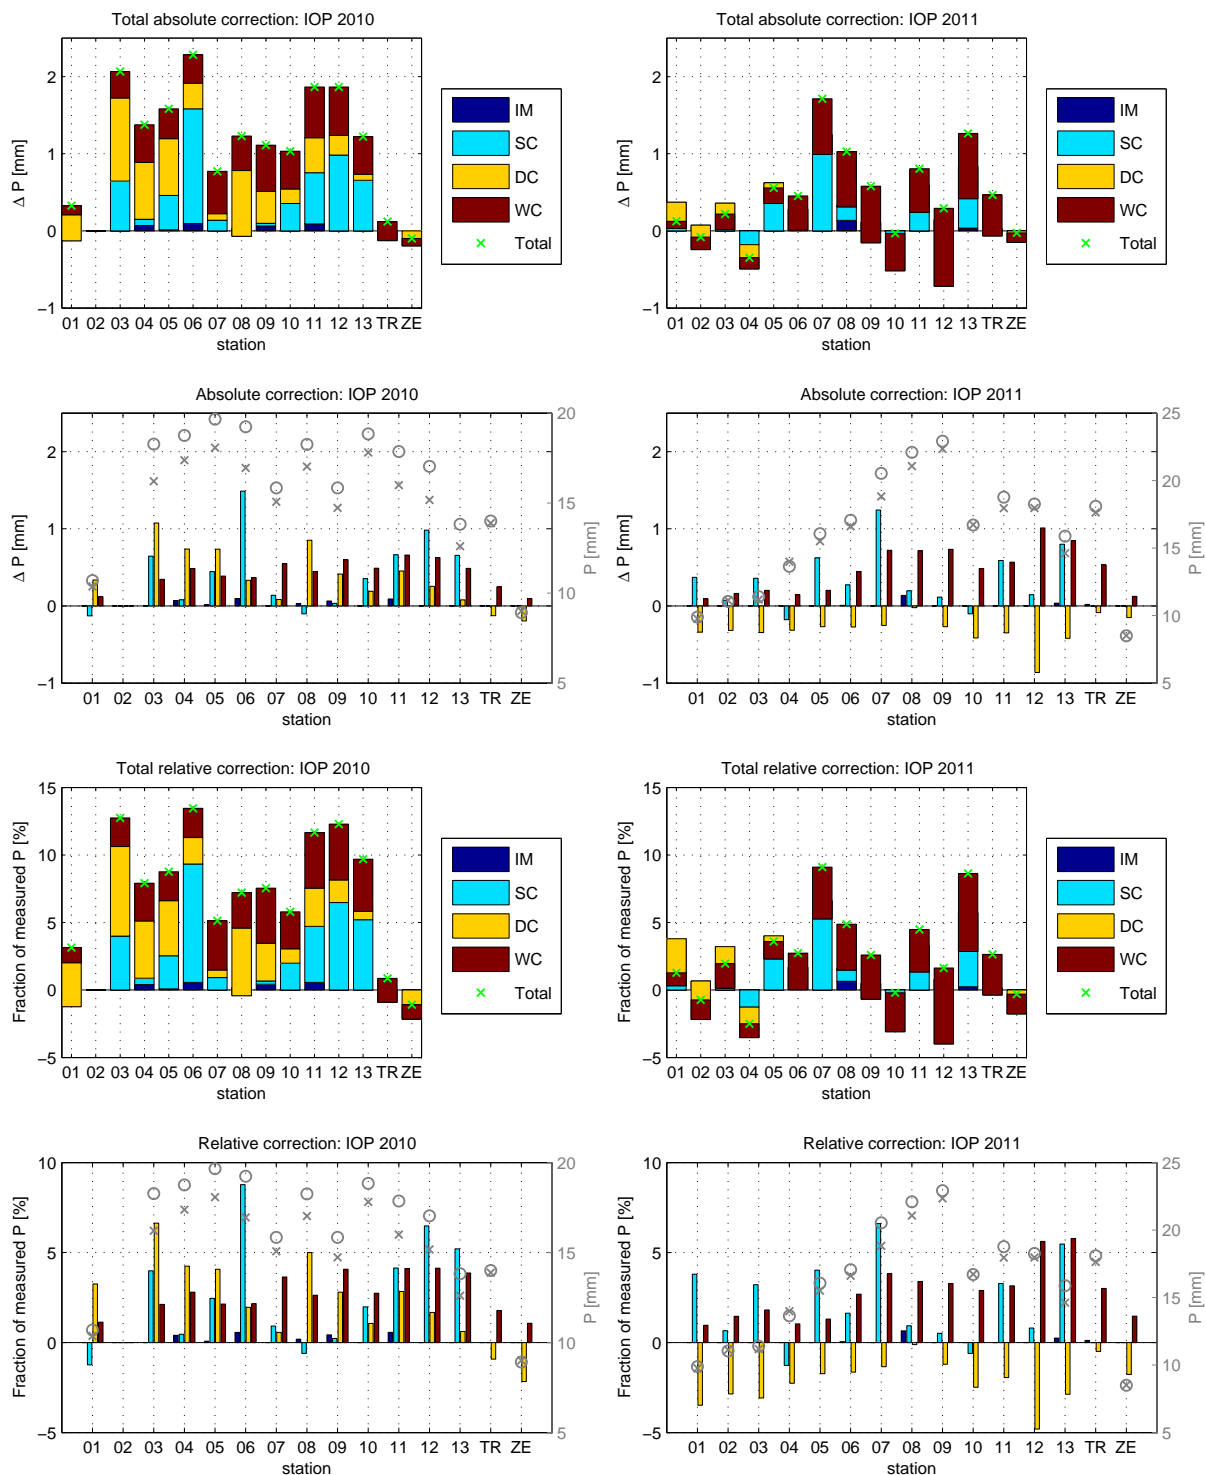 Total absolute correction: IOP 2010
Δ P [mm]
2
1
0
−1
01 02 03 04 05 06 07 08 09 10 11 12 13 TR ZE
station
IM
SC
DC
WC
Total
Total absolute correction: IOP 2011
Δ P [mm]
2
1
0
−1
01 02 03 04 05 06 07 08 09 10 11 12 13 TR ZE
station
IM
SC
DC
WC
Total
Absolute correction: IOP 2010
Δ P [mm]
2
1
0
−1
20
15
10
5
P [mm]
01 02 03 04 05 06 07 08 09 10 11 12 13 TR ZE
station
Absolute correction: IOP 2011
Δ P [mm]
2
1
0
−1
25
20
15
10
5
P [mm]
01 02 03 04 05 06 07 08 09 10 11 12 13 TR ZE
station
Total relative correction: IOP 2010
Fraction of measured P [%]
15
10
5
0
−5
01 02 03 04 05 06 07 08 09 10 11 12 13 TR ZE
station
IM
SC
DC
WC
Total
Total relative correction: IOP 2011
Fraction of measured P [%]
15
10
5
0
−5
01 02 03 04 05 06 07 08 09 10 11 12 13 TR ZE
station
IM
SC
DC
WC
Total
Relative correction: IOP 2010
Fraction of measured P [%]
10
5
0
−5
20
15
10
5
P [mm]
01 02 03 04 05 06 07 08 09 10 11 12 13 TR ZE
station
Relative correction: IOP 2011
Fraction of measured P [%]
10
5
0
−5
25
20
15
10
5
P [mm]
01 02 03 04 05 06 07 08 09 10 11 12 13 TR ZE
station